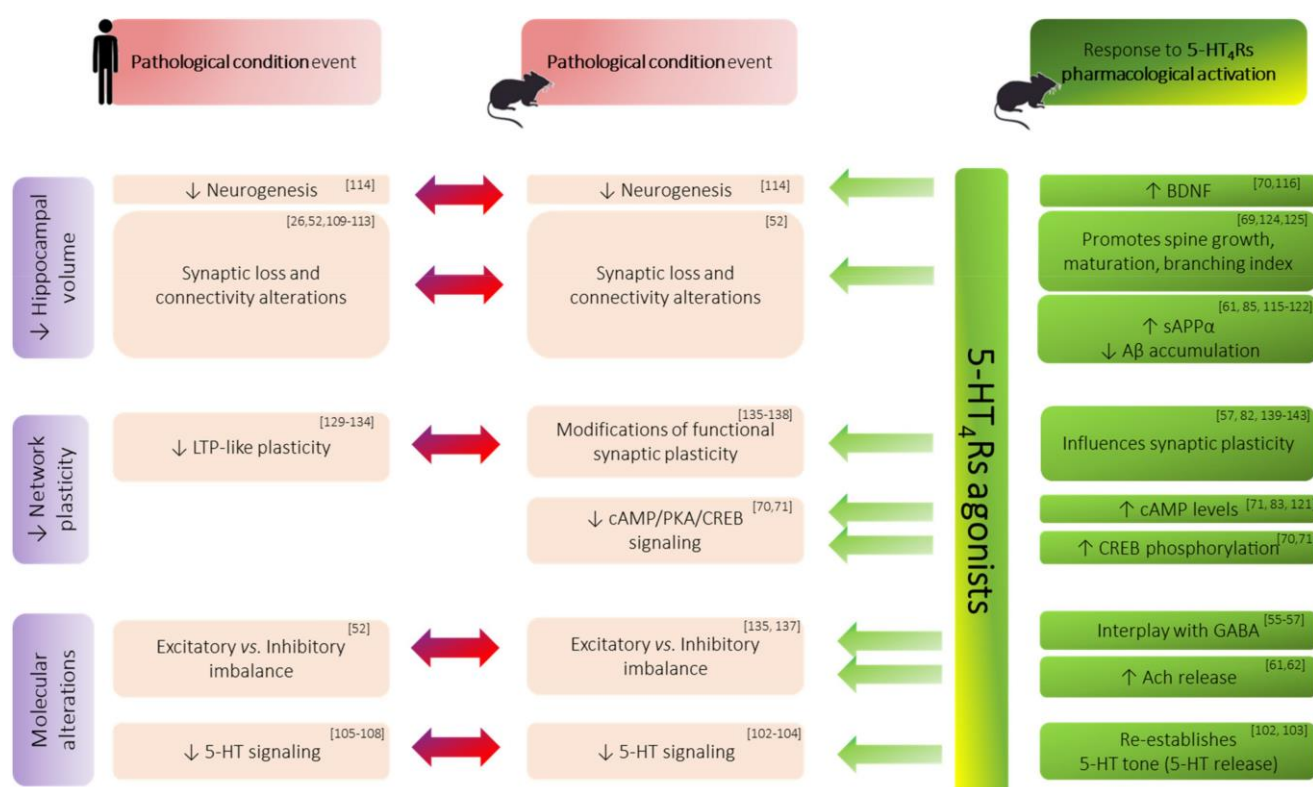 Pathological condition event
Pathological condition event
Response to 5-HT₄Rs
pharmacological activation
↓ Hippocampal
volume
↓ Neurogenesis [114]
↓ Neurogenesis [114]
↑ BDNF [70,116]
[26,52,109-113]
Synaptic loss and
connectivity alterations
[52]
Synaptic loss and
connectivity alterations
[69,124,125]
Promotes spine growth,
maturation, branching index
[61, 85, 115-122]
↑ sAPPα
↓ Aβ accumulation
5-HT₄Rs agonists
↓ Network
plasticity
[129-134]
↓ LTP-like plasticity
[135-138]
Modifications of functional
synaptic plasticity
[57, 82, 139-143]
Influences synaptic plasticity
↓ cAMP/PKA/CREB [70,71]
signaling
↑ cAMP levels [71, 83, 121]
↑ CREB phosphorylation [70,71]
Molecular
alterations
[52]
Excitatory vs. Inhibitory
imbalance
[135, 137]
Excitatory vs. Inhibitory
imbalance
Interplay with GABA [55-57]
↑ Ach release [61,62]
[105-108]
↓ 5-HT signaling
[102-104]
↓ 5-HT signaling
[102, 103]
Re-establishes
5-HT tone (5-HT release)